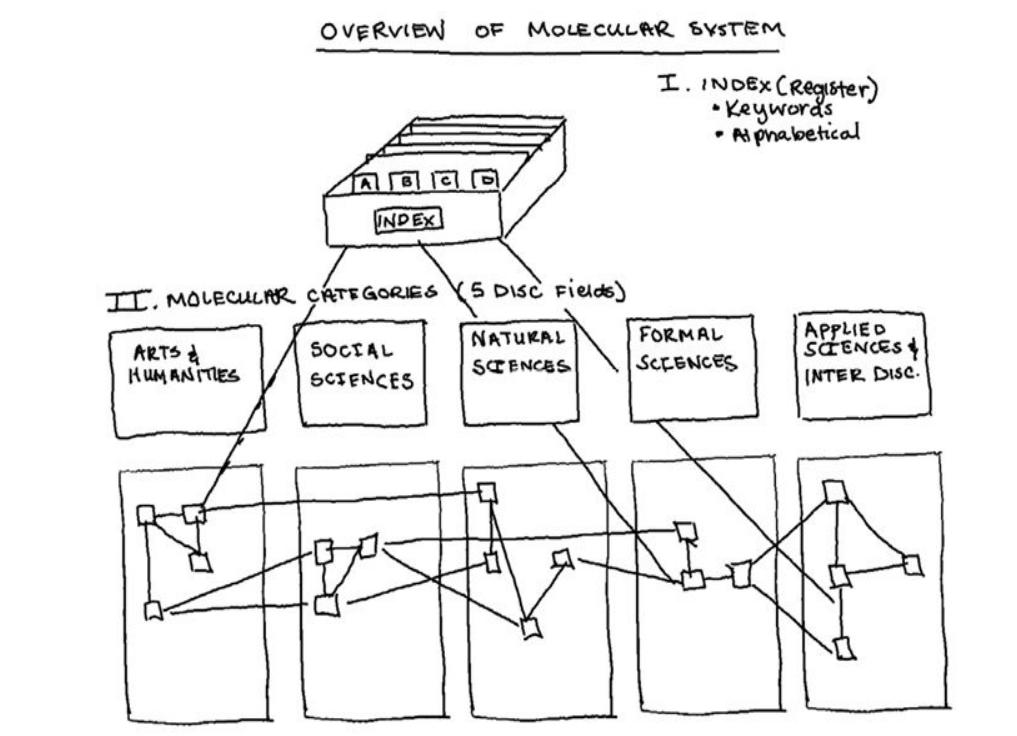 OVERVIEW OF MOLECULAR SYSTEM
I. INDEX (Register)
• Keywords
• Alphabetical
A B C D
INDEX
II. MOLECULAR CATEGORIES (5 DISC Fields)
ARTS &
HUMANITIES
SOCIAL
SCIENCES
NATURAL
SCIENCES
FORMAL
SCIENCES
APPLIED
SCIENCES &
INTER DISC.